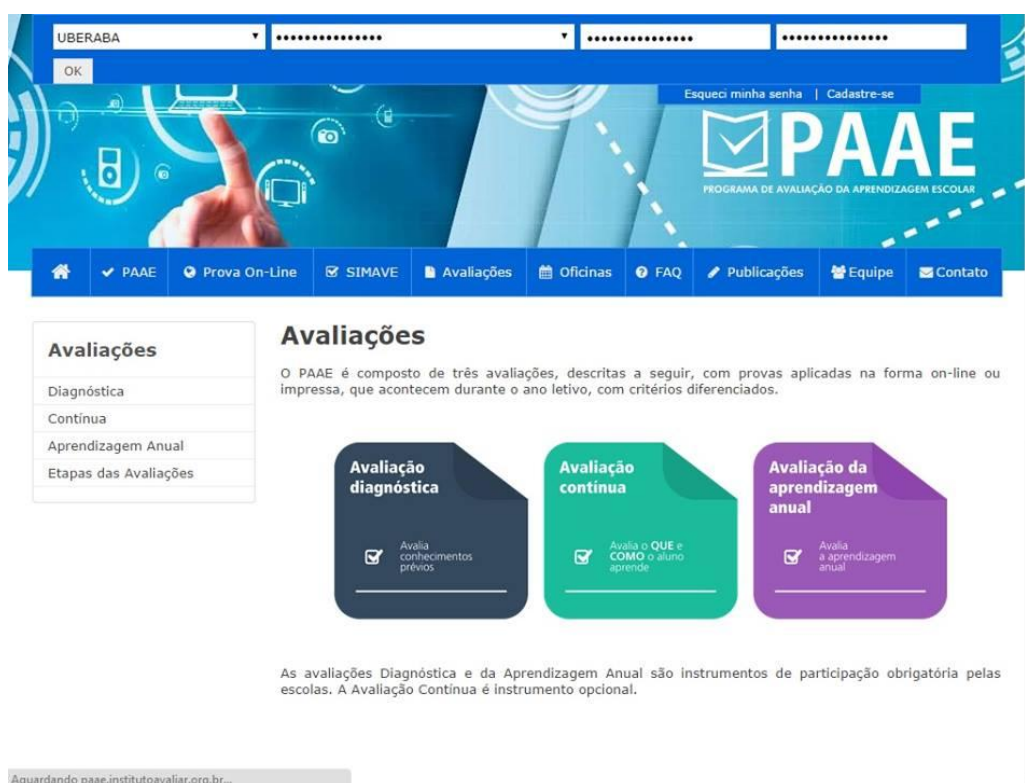 UBERABA
OK
Esqueci minha senha | Cadastre-se
PAAE
PROGRAMA DE AVALIAÇÃO DA APRENDIZAGEM ESCOLAR
PAAE Prova On-Line SIMAVE Avaliações Oficinas FAQ Publicações Equipe Contato
Avaliações
Diagnóstica
Contínua
Aprendizagem Anual
Etapas das Avaliações
Avaliações
O PAAE é composto de três avaliações, descritas a seguir, com provas aplicadas na forma on-line ou
impressa, que acontecem durante o ano letivo, com critérios diferenciados.
Avaliação
diagnóstica
Avalia
conhecimentos
prévios
Avaliação
contínua
Avalia o QUE e
COMO o aluno
aprende
Avaliação da
aprendizagem
anual
Avalia
a aprendizagem
anual
As avaliações Diagnóstica e da Aprendizagem Anual são instrumentos de participação obrigatória pelas
escolas. A Avaliação Contínua é instrumento opcional.
Aguardando paae.institutoavaliar.org.br...